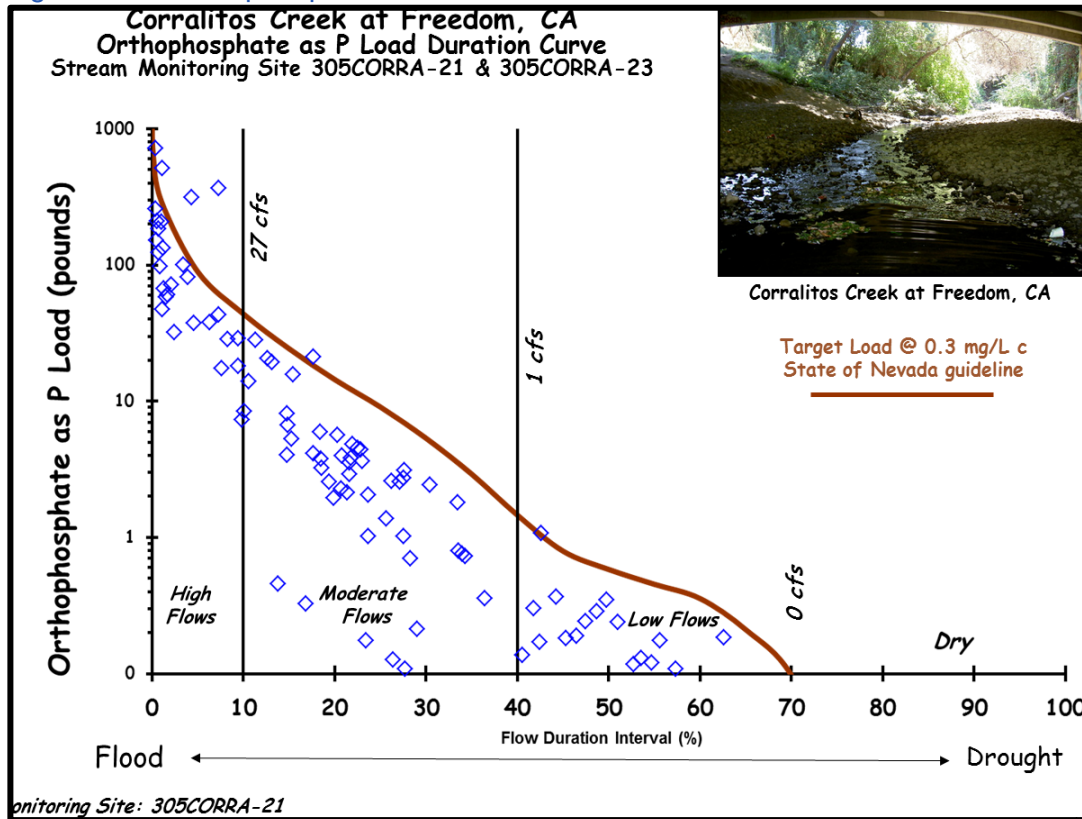 Corralitos Creek at Freedom, CA
Orthophosphate as P Load Duration Curve
Stream Monitoring Site 305CORRA-21 & 305CORRA-23
Orthophosphate as P Load (pounds)
1000
100
10
1
0
27 cfs
1 cfs
0 cfs
High
Flows
Moderate
Flows
Low Flows
Dry
0 10 20 30 40 50 60 70 80 90 100
Flow Duration Interval (%)
Flood
Drought
Corralitos Creek at Freedom, CA
Target Load @ 0.3 mg/L c
State of Nevada guideline
onitoring Site: 305CORRA-21